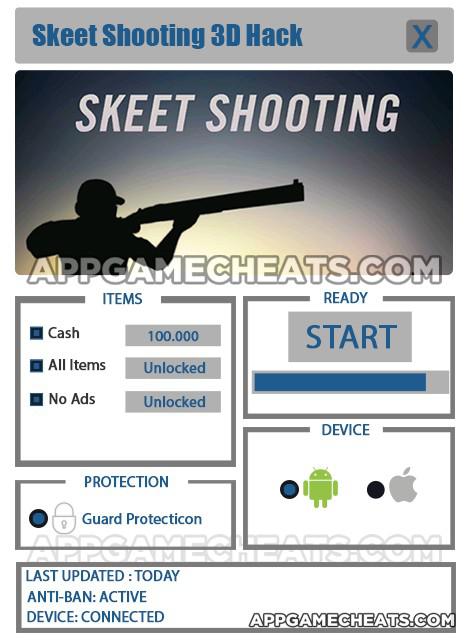 Skeet Shooting 3D Hack
X
SKEET SHOOTING
APPGAMECHEATS.COM
ITEMS
Cash 100.000
All Items Unlocked
No Ads Unlocked
READY
START
DEVICE
PROTECTION
Guard Protecticon
APPGAMECHEATS.COM
LAST UPDATED : TODAY
ANTI-BAN: ACTIVE
DEVICE: CONNECTED
APPGAMECHEATS.COM